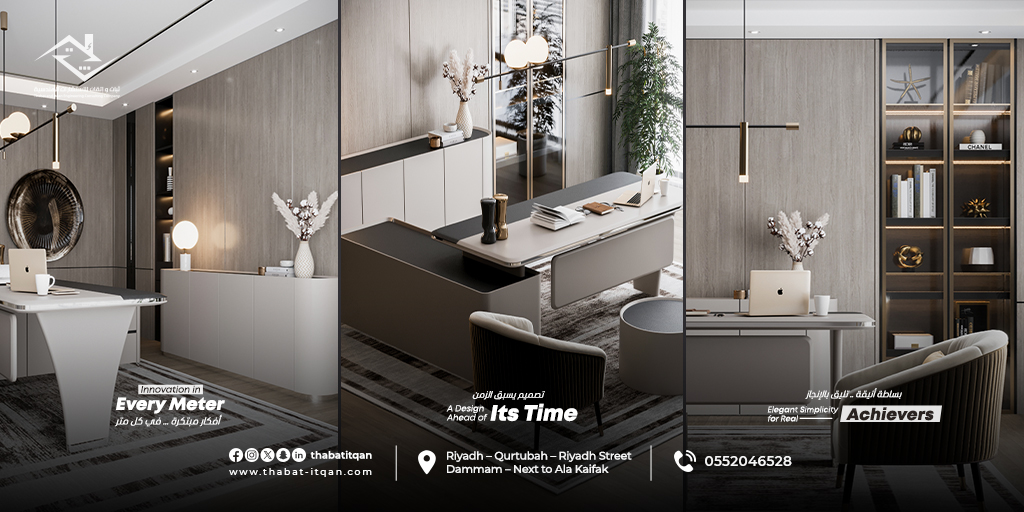 CHANEL
Innovation in
Every Meter
أفكار مبتكرة ... في كل متر
تصميم يسبق الزمن
A Design
Ahead of
Its Time
بساطة أنيقة .. تليق بالإنجاز
Elegant Simplicity
for Real
Achievers
thabatitqan
www.thabat-itqan.com
Riyadh – Qurtubah – Riyadh Street
Dammam – Next to Ala Kaifak
0552046528